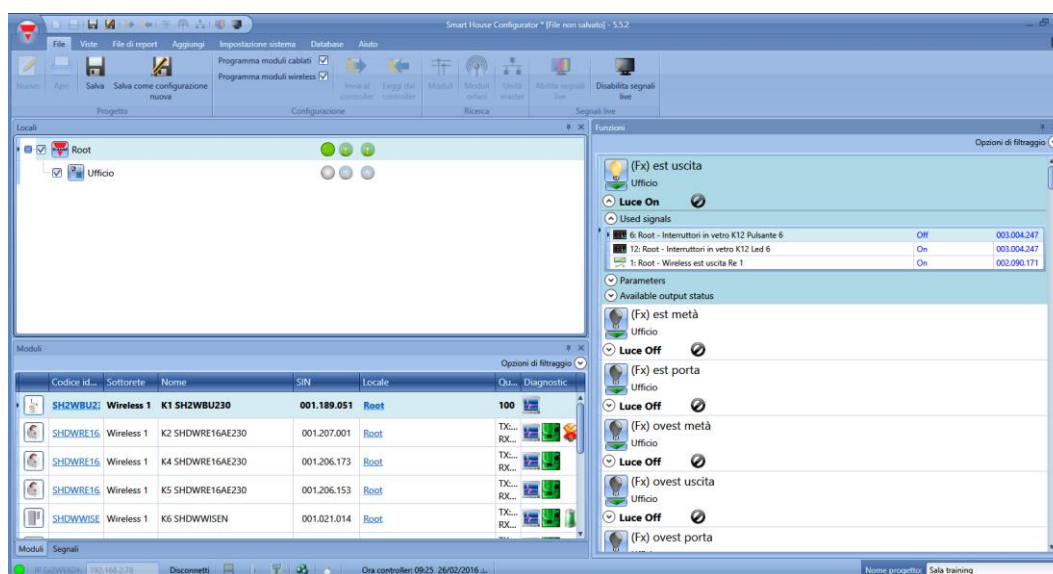 Smart House Configurator * [File non salvato] - 5.5.2
File Viste File di report Aggiungi Impostazione sistema Database Aiuto
Nuovo Apri Salva Salva come configurazione nuova
Programma moduli cablati
Programma moduli wireless
Invia al controller Leggi dal controller Moduli Moduli orfani Unità master Abilita segnali live Disabilita segnali live
Progetto Configurazione Ricerca Segnali live
Locali
Root
Ufficio
Moduli
Opzioni di filtraggio
Codice id... Sottorete Nome SIN Locale Qu... Diagnostic
SH2WBU23 Wireless 1 K1 SH2WBU230 001.189.051 Root 100
SHDWRE16 Wireless 1 K2 SHDWRE16AE230 001.207.001 Root TX:... RX...
SHDWRE16 Wireless 1 K4 SHDWRE16AE230 001.206.173 Root TX:... RX...
SHDWRE16 Wireless 1 K5 SHDWRE16AE230 001.206.153 Root TX:... RX...
SHDWWISE Wireless 1 K6 SHDWWISEN 001.021.014 Root TX:... RX...
Moduli Segnali
Funzioni
Opzioni di filtraggio
(Fx) est uscita
Ufficio
Luce On
Used signals
6: Root - Interruttori in vetro K12 Pulsante 6 Off 003.004.247
12: Root - Interruttori in vetro K12 Led 6 On 003.004.247
1: Root - Wireless est uscita Re 1 On 002.090.171
Parameters
Available output status
(Fx) est metà
Ufficio
Luce Off
(Fx) est porta
Ufficio
Luce Off
(Fx) ovest metà
Ufficio
Luce Off
(Fx) ovest uscita
Ufficio
Luce Off
(Fx) ovest porta
IP Sx2WEB24: 192.168.2.78 Disconnetti Ora controller: 09:25 26/02/2016 Nome progetto: Sala training